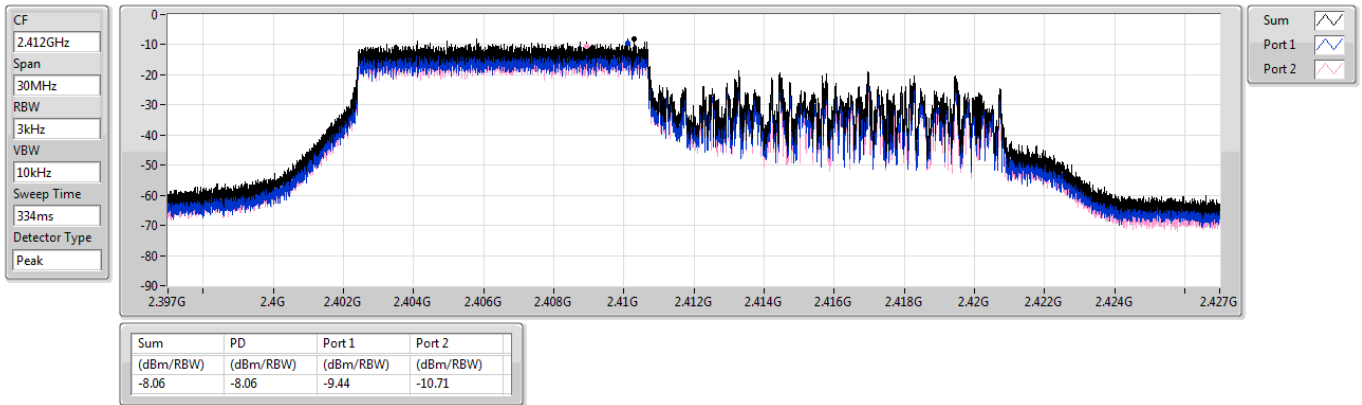 CF
2.412GHz
Span
30MHz
RBW
3kHz
VBW
10kHz
Sweep Time
334ms
Detector Type
Peak
0
-10
-20
-30
-40
-50
-60
-70
-80
-90
2.397G 2.4G 2.402G 2.404G 2.406G 2.408G 2.41G 2.412G 2.414G 2.416G 2.418G 2.42G 2.422G 2.424G 2.427G
Sum
Port 1
Port 2
Sum PD Port 1 Port 2
(dBm/RBW) (dBm/RBW) (dBm/RBW) (dBm/RBW)
-8.06 -8.06 -9.44 -10.71